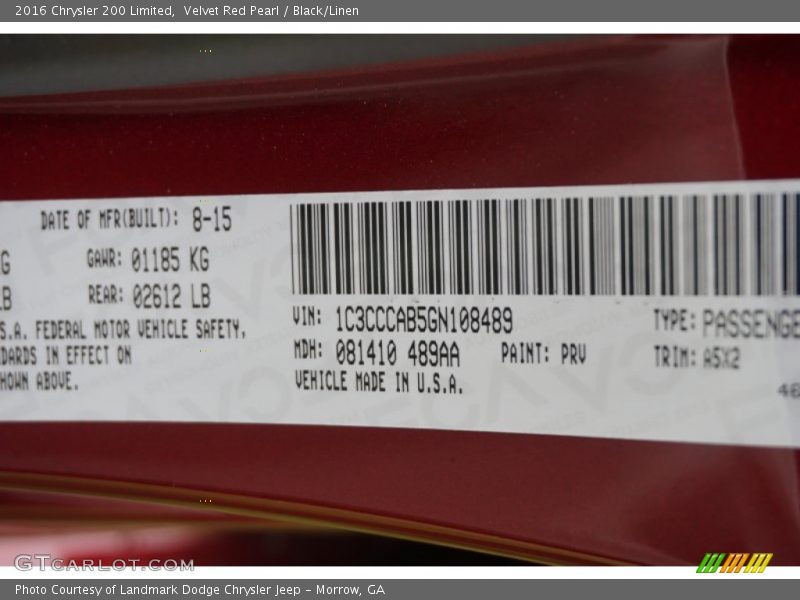 2016 Chrysler 200 Limited,  Velvet Red Pearl / Black/Linen
DATE OF MFR(BUILT): 8-15
GAWR: 01185 KG
REAR: 02612 LB
S.A. FEDERAL MOTOR VEHICLE SAFETY,
DARDS IN EFFECT ON
HOWN ABOVE.
VIN: 1C3CCCAB5GN108489
TYPE: PASSENGE
MDH: 081410 489AA
PAINT: PRV
TRIM: A5X2
VEHICLE MADE IN U.S.A.
46
GTCARLOT.COM
Photo Courtesy of Landmark Dodge Chrysler Jeep - Morrow, GA